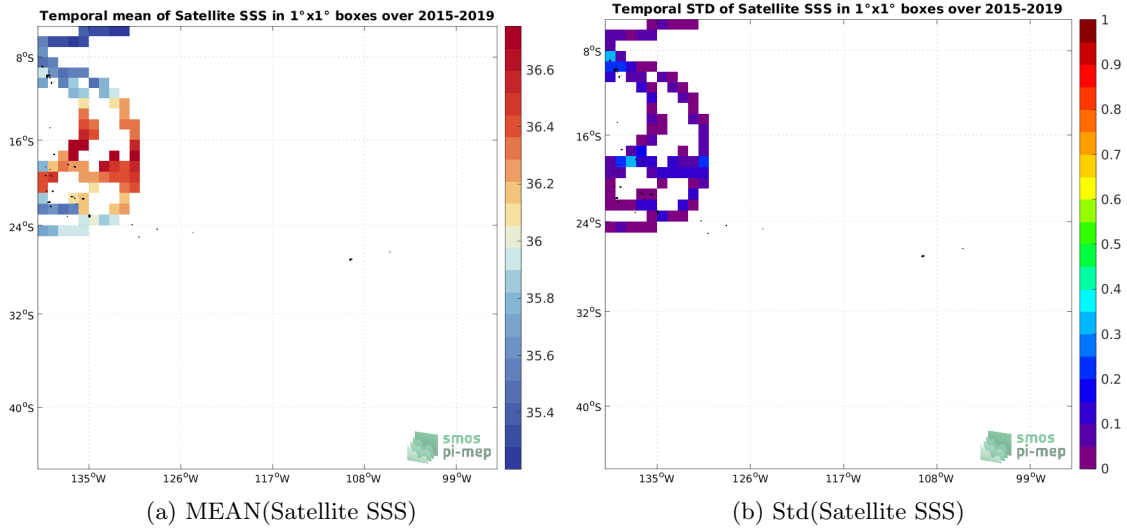 Temporal mean of Satellite SSS in 1°x1° boxes over 2015-2019
8°S
16°S
24°S
32°S
40°S
135°W
126°W
117°W
108°W
99°W
36.6
36.4
36.2
36
35.8
35.6
35.4
smos
pi-mep
(a) MEAN(Satellite SSS)
Temporal STD of Satellite SSS in 1°x1° boxes over 2015-2019
8°S
16°S
24°S
32°S
40°S
135°W
126°W
117°W
108°W
99°W
1
0.9
0.8
0.7
0.6
0.5
0.4
0.3
0.2
0.1
0
smos
pi-mep
(b) Std(Satellite SSS)